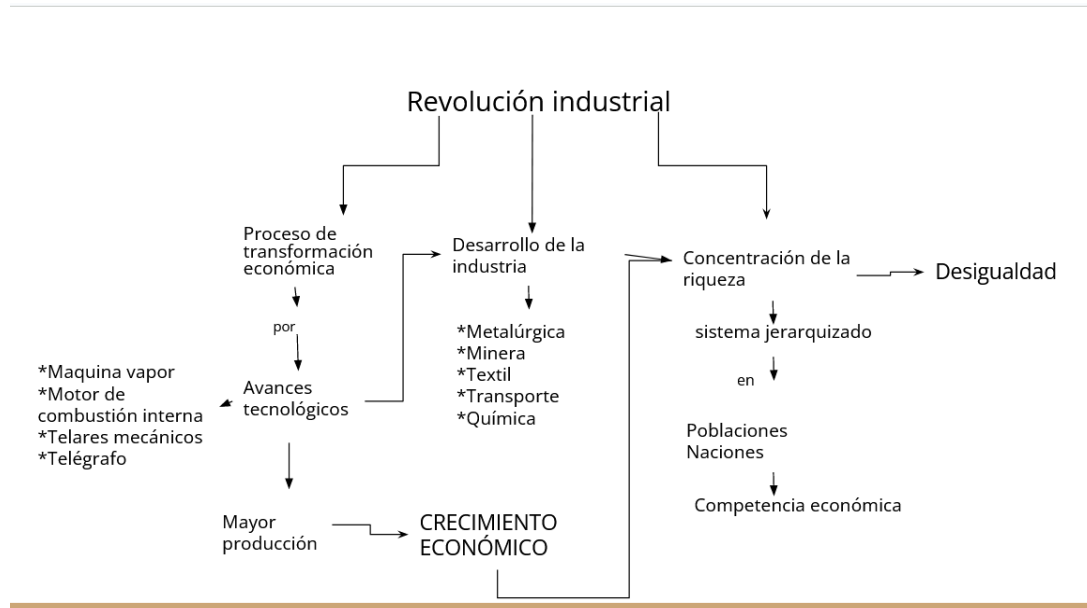 Revolución industrial
Proceso de
transformación
económica
por
Avances
tecnológicos
*Maquina vapor
*Motor de
combustión interna
*Telares mecánicos
*Telégrafo
Mayor
producción
CRECIMIENTO
ECONÓMICO
Desarrollo de la
industria
*Metalúrgica
*Minera
*Textil
*Transporte
*Química
Concentración de la
riqueza
Desigualdad
sistema jerarquizado
en
Poblaciones
Naciones
Competencia económica